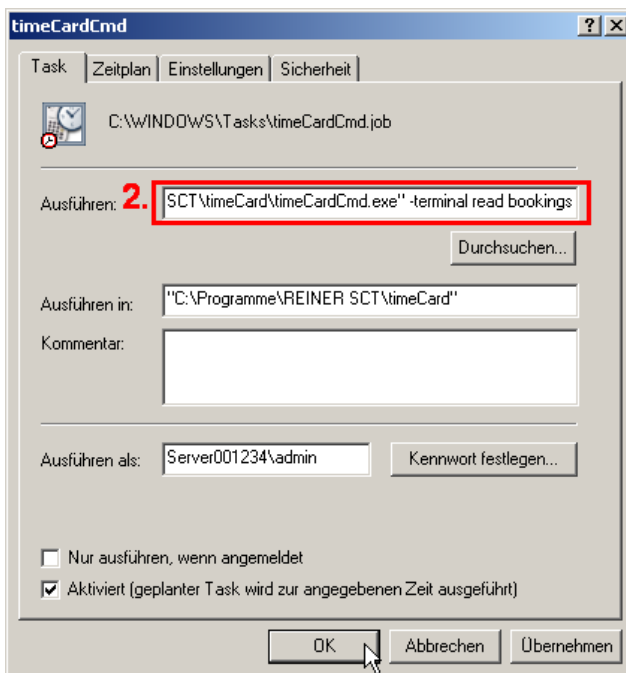 timeCardCmd
Task Zeitplan Einstellungen Sicherheit
C:\WINDOWS\Tasks\timeCardCmd.job
Ausführen: 2. SCT\timeCard\timeCardCmd.exe" -terminal read bookings
Durchsuchen...
Ausführen in: "C:\Programme\REINER SCT\timeCard"
Kommentar:
Ausführen als: Server001234\admin Kennwort festlegen...
Nur ausführen, wenn angemeldet
Aktiviert (geplanter Task wird zur angegebenen Zeit ausgeführt)
OK Abbrechen Übernehmen